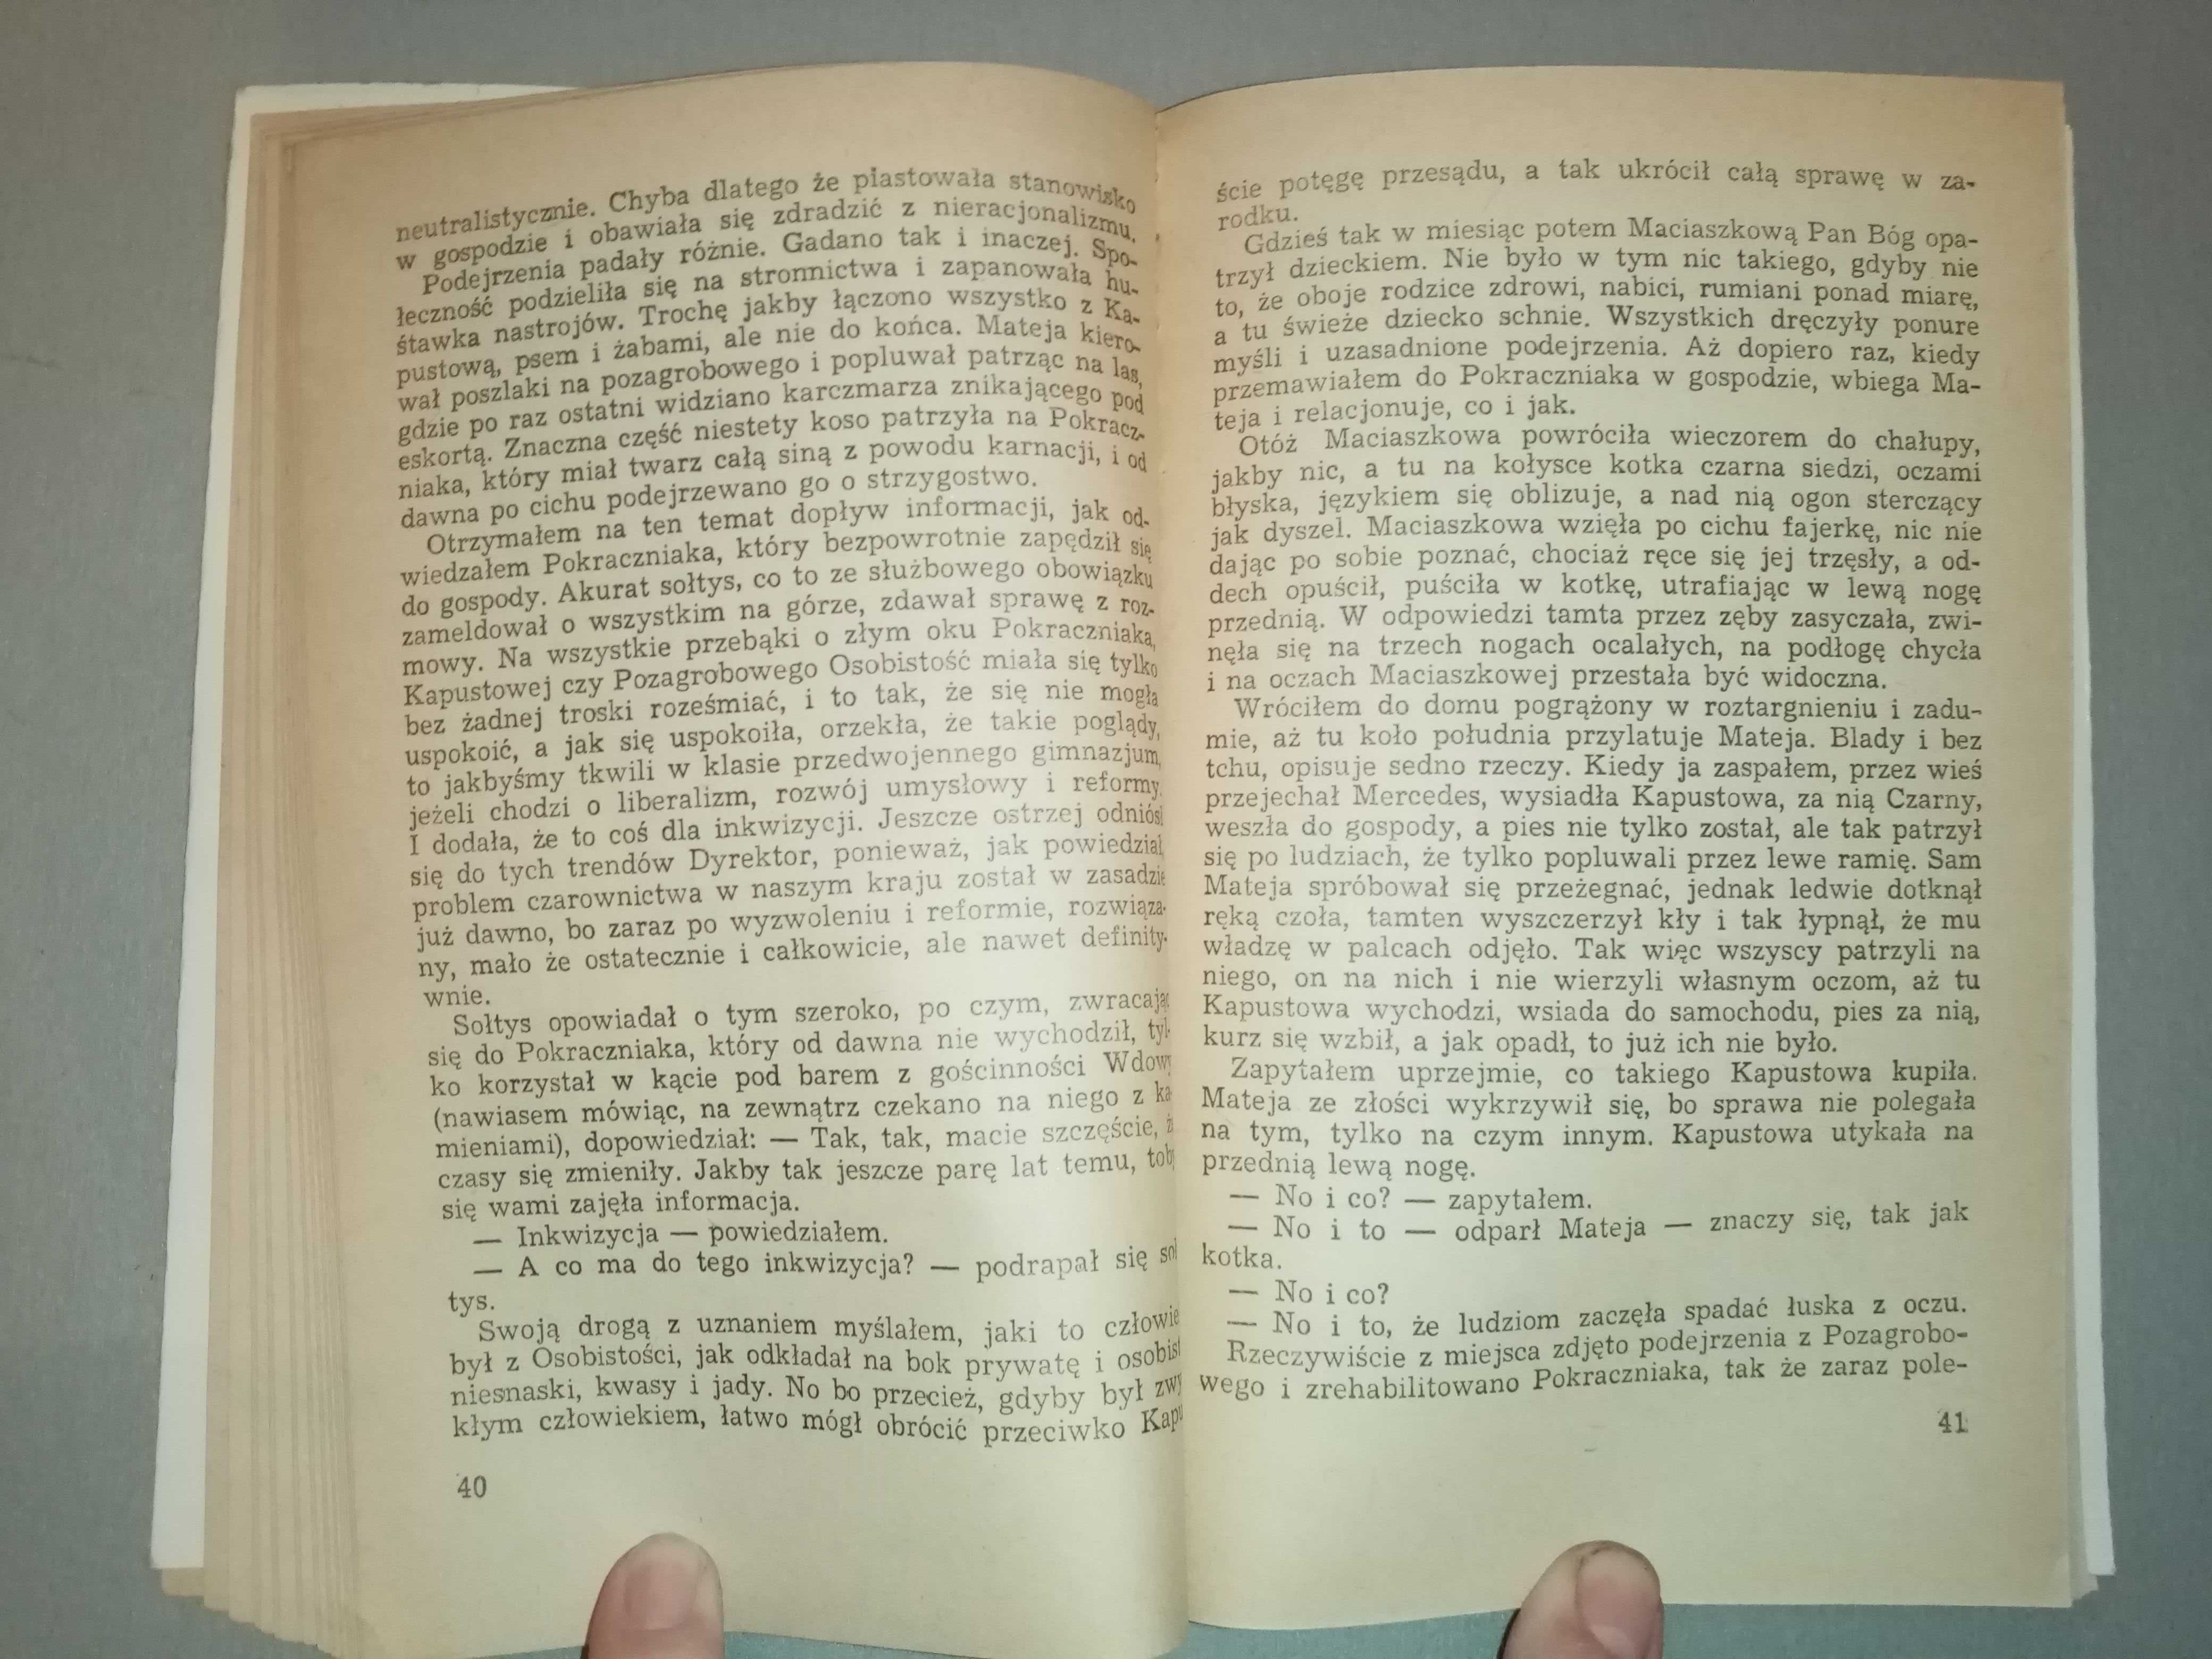 neutralistycznie. Chyba dlatego że piastowała stanowisko
w gospodzie i obawiała się zdradzić z nieracjonalizmu.
Podejrzenia padały różnie. Gadano tak i inaczej. Spo-
łeczność podzieliła się na stronnictwa i zapanowała hu-
śtawka nastrojów. Trochę jakby łączono wszystko z Ka-
pustową, psem i żabami, ale nie do końca. Mateja kiero-
wał poszlaki na pozagrobowego i popluwał patrząc na las,
gdzie po raz ostatni widziano karczmarza znikającego pod
eskortą. Znaczna część niestety koso patrzyła na Pokracz-
niaka, który miał twarz całą siną z powodu karnacji, i od
dawna po cichu podejrzewano go o strzygostwo.
Otrzymałem na ten temat dopływ informacji, jak od-
wiedzałem Pokraczniaka, który bezpowrotnie zapędził się
do gospody. Akurat sołtys, co to ze służbowego obowiązku
zameldował o wszystkim na górze, zdawał sprawę z roz-
mowy. Na wszystkie przebąki o złym oku Pokraczniaka,
Kapustowej czy Pozagrobowego Osobistość miała się tylko
bez żadnej troski roześmiać, i to tak, że się nie mogła
uspokoić, a jak się uspokoiła, orzekła, że takie poglądy,
to jakbyśmy tkwili w klasie przedwojennego gimnazjum,
jeżeli chodzi o liberalizm, rozwój umysłowy i reformy.
I dodała, że to coś dla inkwizycji. Jeszcze ostrzej odniósł
się do tych trendów Dyrektor, ponieważ, jak powiedział,
problem czarownictwa w naszym kraju został w zasadzie
już dawno, bo zaraz po wyzwoleniu i reformie, rozwiąza-
ny, mało że ostatecznie i całkowicie, ale nawet definity-
wnie.
Sołtys opowiadał o tym szeroko, po czym, zwracając
się do Pokraczniaka, który od dawna nie wychodził, tyl-
ko korzystał w kącie pod barem z gościnności Wdowy
(nawiasem mówiąc, na zewnątrz czekano na niego z ka-
mieniami), dopowiedział: — Tak, tak, macie szczęście, ż
czasy się zmieniły. Jakby tak jeszcze parę lat temu, toby
się wami zajęła informacja.
— Inkwizycja — powiedziałem.
— A co ma do tego inkwizycja? — podrapał się soł
tys.
Swoją drogą z uznaniem myślałem, jaki to człowie
był z Osobistości, jak odkładał na bok prywatę i osobist
niesnaski, kwasy i jady. No bo przecież, gdyby był zwy
kłym człowiekiem, łatwo mógł obrócić przeciwko Kapu
40
ście potęgę przesądu, a tak ukrócił całą sprawę w za-
rodku.
Gdzieś tak w miesiąc potem Maciaszkową Pan Bóg opa-
trzył dzieckiem. Nie było w tym nic takiego, gdyby nie
to, że oboje rodzice zdrowi, nabici, rumiani ponad miarę,
a tu świeże dziecko schnie. Wszystkich dręczyły ponure
myśli i uzasadnione podejrzenia. Aż dopiero raz, kiedy
przemawiałem do Pokraczniaka w gospodzie, wbiega Ma-
teja i relacjonuje, co i jak.
Otóż Maciaszkowa powróciła wieczorem do chałupy,
jakby nic, a tu na kołysce kotka czarna siedzi, oczami
błyska, językiem się oblizuje, a nad nią ogon sterczący
jak dyszel. Maciaszkowa wzięła po cichu fajerkę, nic nie
dając po sobie poznać, chociaż ręce się jej trzęsły, a od-
dech opuścił, puściła w kotkę, utrafiając w lewą nogę
przednią. W odpowiedzi tamta przez zęby zasyczała, zwi-
nęła się na trzech nogach ocalałych, na podłogę chycła
i na oczach Maciaszkowej przestała być widoczna.
Wróciłem do domu pogrążony w roztargnieniu i zadu-
mie, aż tu koło południa przylatuje Mateja. Blady i bez
tchu, opisuje sedno rzeczy. Kiedy ja zaspałem, przez wieś
przejechał Mercedes, wysiadła Kapustowa, za nią Czarny,
weszła do gospody, a pies nie tylko został, ale tak patrzył
się po ludziach, że tylko popluwali przez lewe ramię. Sam
Mateja spróbował się przeżegnać, jednak ledwie dotknął
ręką czoła, tamten wyszczerzył kły i tak łypnął, że mu
władzę w palcach odjęło. Tak więc wszyscy patrzyli na
niego, on na nich i nie wierzyli własnym oczom, aż tu
Kapustowa wychodzi, wsiada do samochodu, pies za nią,
kurz się wzbił, a jak opadł, to już ich nie było.
Zapytałem uprzejmie, co takiego Kapustowa kupiła.
Mateja ze złości wykrzywił się, bo sprawa nie polegała
na tym, tylko na czym innym. Kapustowa utykała na
przednią lewą nogę.
— No i co? — zapytałem.
— No i to — odparł Mateja — znaczy się, tak jak
kotka.
— No i co?
— No i to, że ludziom zaczęła spadać łuska z oczu.
Rzeczywiście z miejsca zdjęto podejrzenia z Pozagrobo-
wego i zrehabilitowano Pokraczniaka, tak że zaraz pole-
41